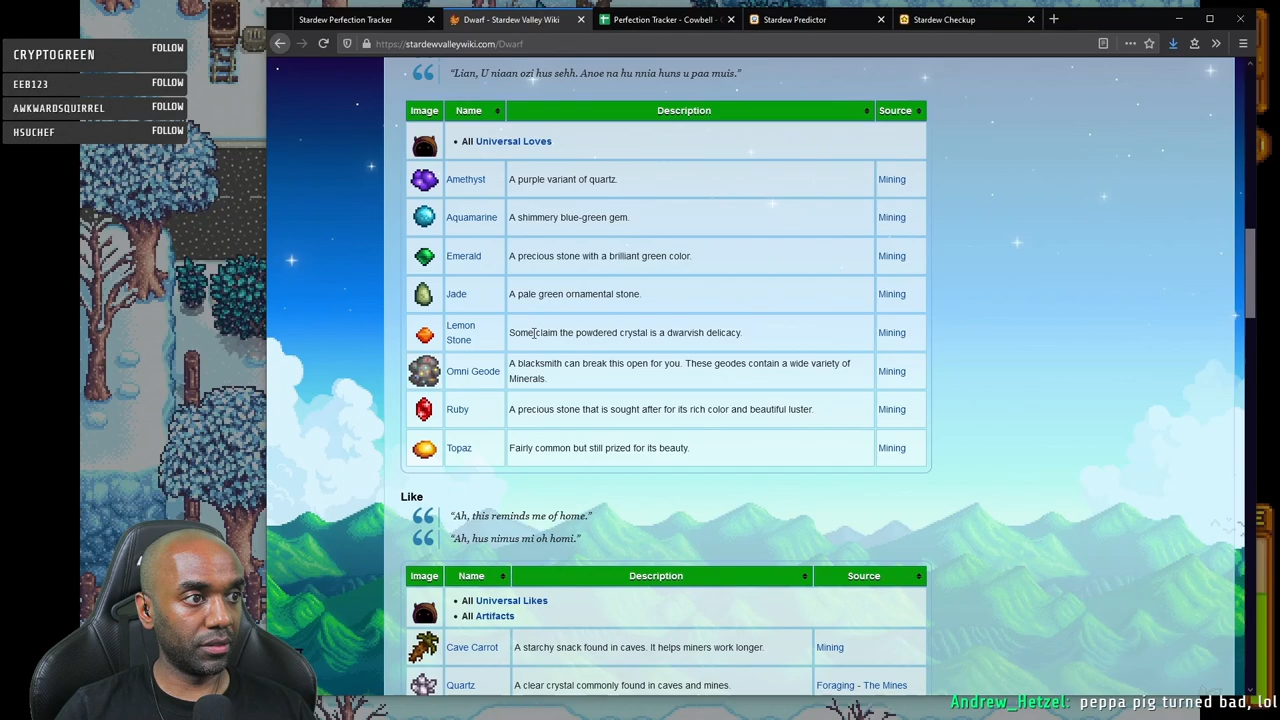 Stardew Perfection Tracker
Dwarf - Stardew Valley Wiki
Perfection Tracker - Cowbell - G
Stardew Predictor
Stardew Checkup
https://stardewvalleywiki.com/Dwarf
CRYPTOGREEN FOLLOW
EEB123 FOLLOW
AWKWARDSQUIRREL FOLLOW
HSUCHEF FOLLOW
“Lian, U niaan ozi hus sehh. Anoe na hu nnia huns u paa muis.”
Image Name Description Source
• All Universal Loves
Amethyst A purple variant of quartz. Mining
Aquamarine A shimmery blue-green gem. Mining
Emerald A precious stone with a brilliant green color. Mining
Jade A pale green ornamental stone. Mining
Lemon
Stone
Some claim the powdered crystal is a dwarvish delicacy. Mining
Omni Geode
A blacksmith can break this open for you. These geodes contain a wide variety of
Minerals.
Mining
Ruby A precious stone that is sought after for its rich color and beautiful luster. Mining
Topaz Fairly common but still prized for its beauty. Mining
Like
“Ah, this reminds me of home.”
“Ah, hus nimus mi oh homi.”
Image Name Description Source
• All Universal Likes
• All Artifacts
Cave Carrot A starchy snack found in caves. It helps miners work longer. Mining
Quartz A clear crystal commonly found in caves and mines. Foraging - The Mines
Andrew_Hetzel: peppa pig turned bad, lol